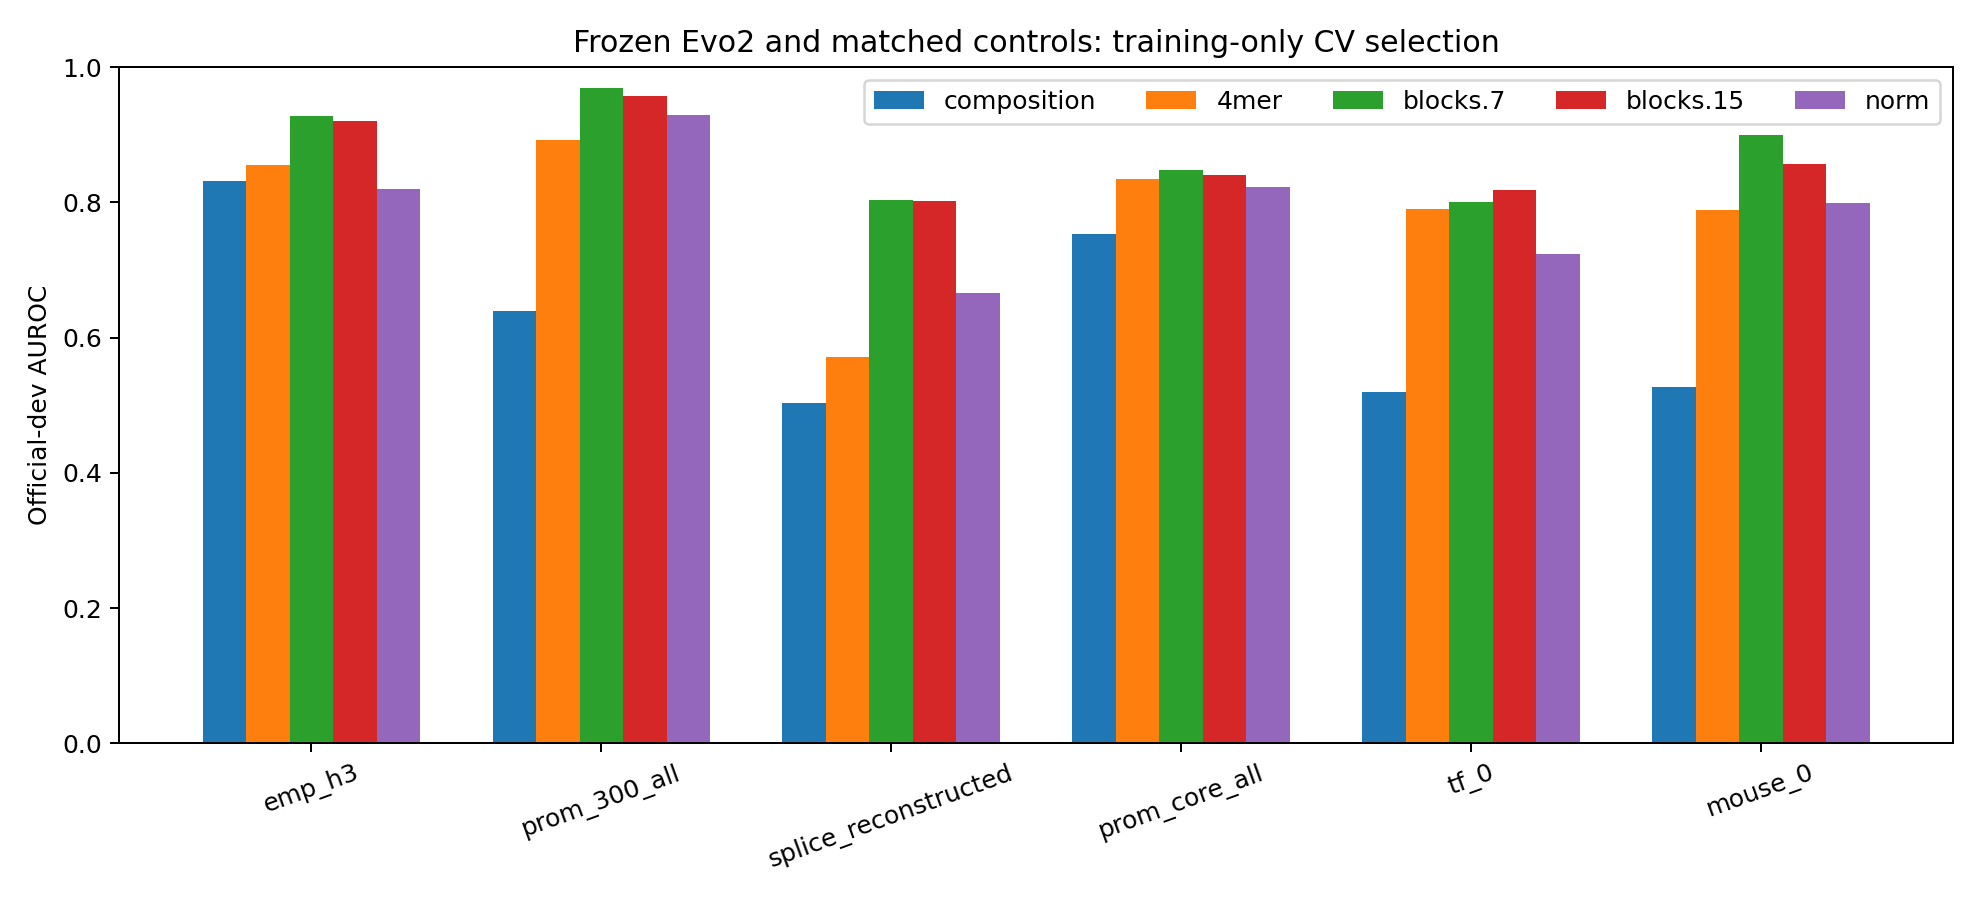 Frozen Evo2 and matched controls: training-only CV selection
composition 4mer blocks.7 blocks.15 norm
Official-dev AUROC
1.0
0.8
0.6
0.4
0.2
0.0
emp_h3 prom_300_all splice_reconstructed prom_core_all tf_0 mouse_0